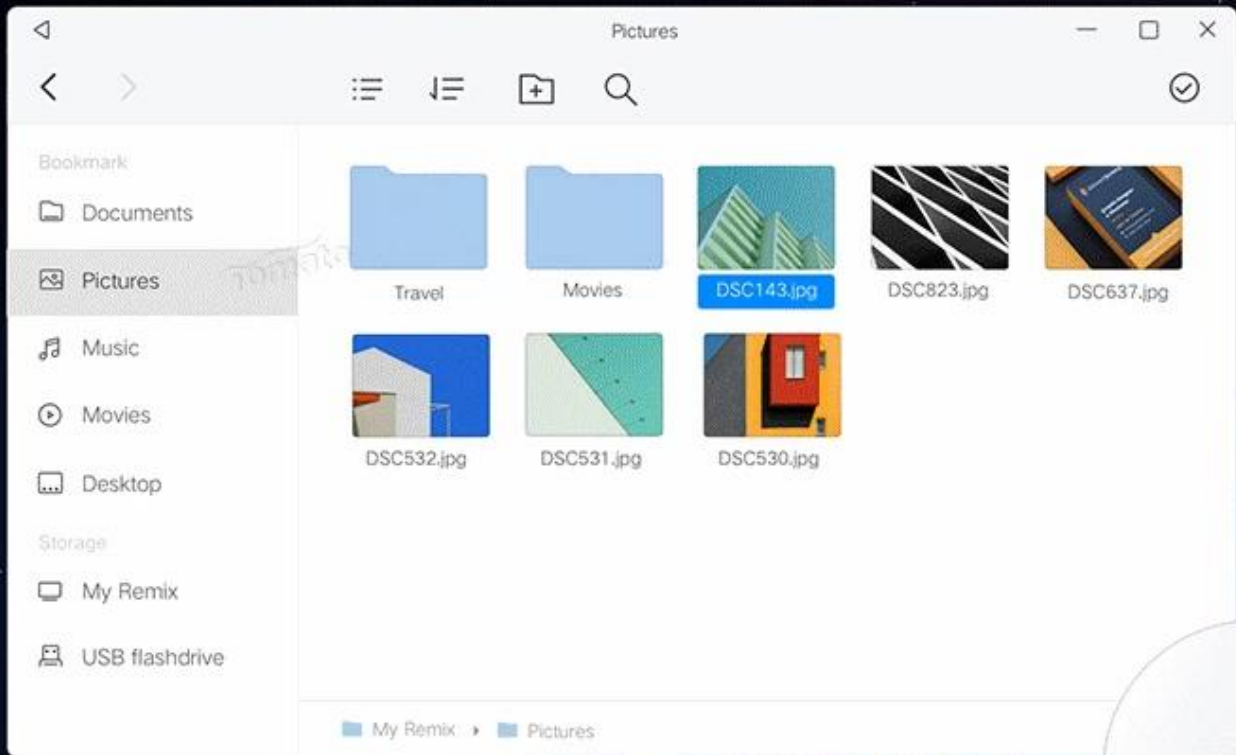 Pictures
Bookmark
Documents
Pictures
Music
Movies
Desktop
Storage
My Remix
USB flashdrive
Travel
Movies
DSC143.jpg
DSC823.jpg
DSC637.jpg
DSC532.jpg
DSC531.jpg
DSC530.jpg
My Remix
Pictures